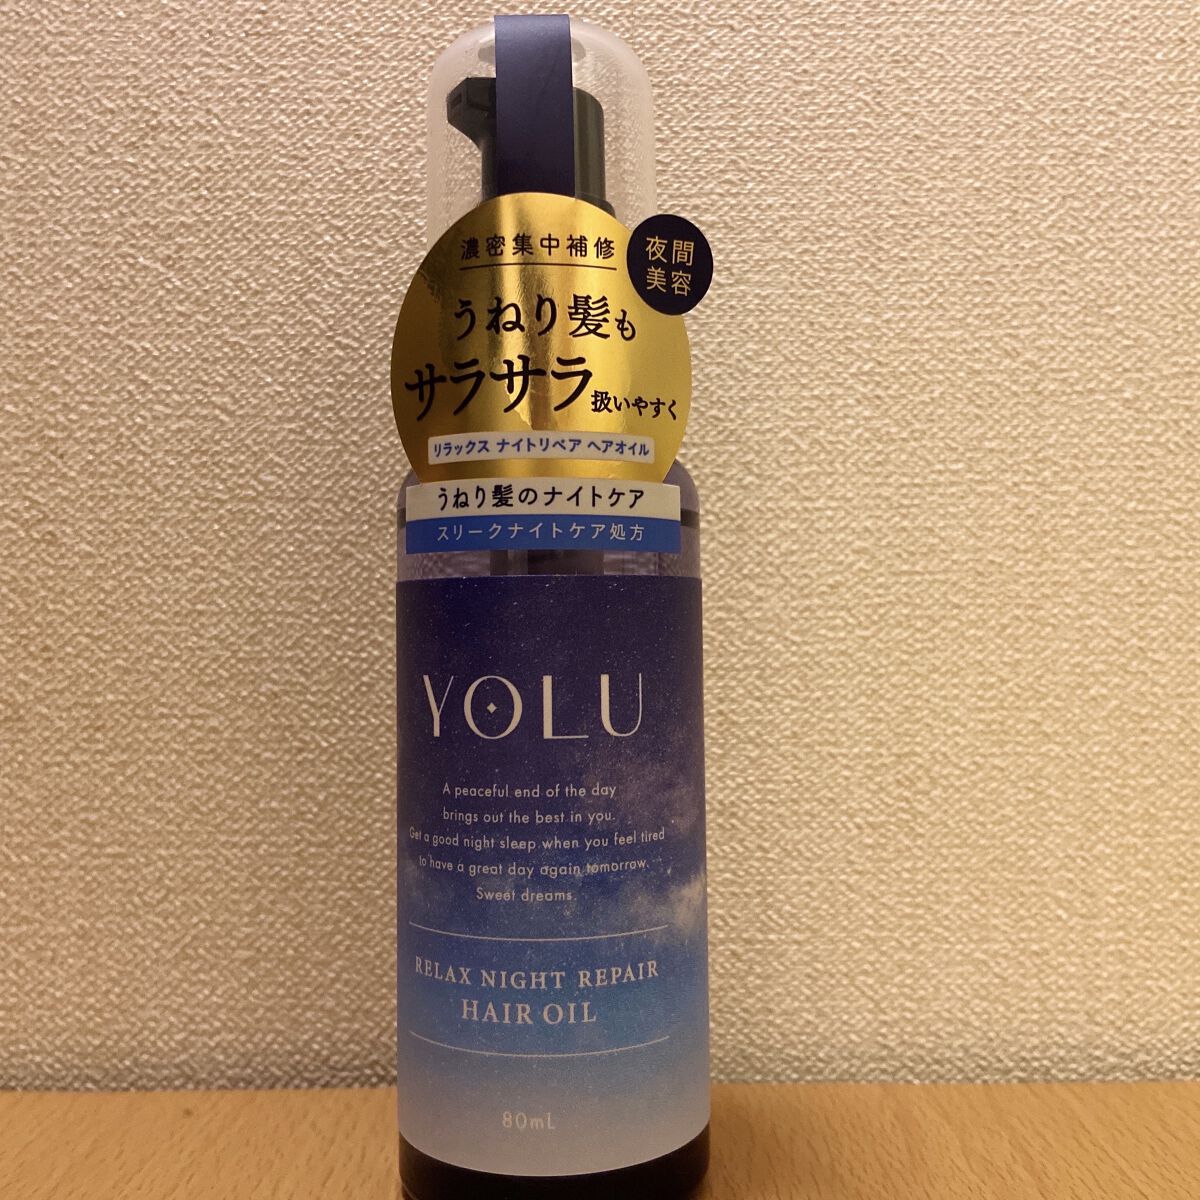 濃密集中補修
夜間
美容
うねり髪も
サラサラ扱いやすく
リラックス ナイトリペア ヘアオイル
うねり髪のナイトケア
スリークナイトケア処方
YOLU
A peaceful end of the day
brings out the best in you.
Get a good night sleep when you feel tired
to have a great day again tomorrow.
Sweet dreams.
RELAX NIGHT REPAIR
HAIR OIL
80mL